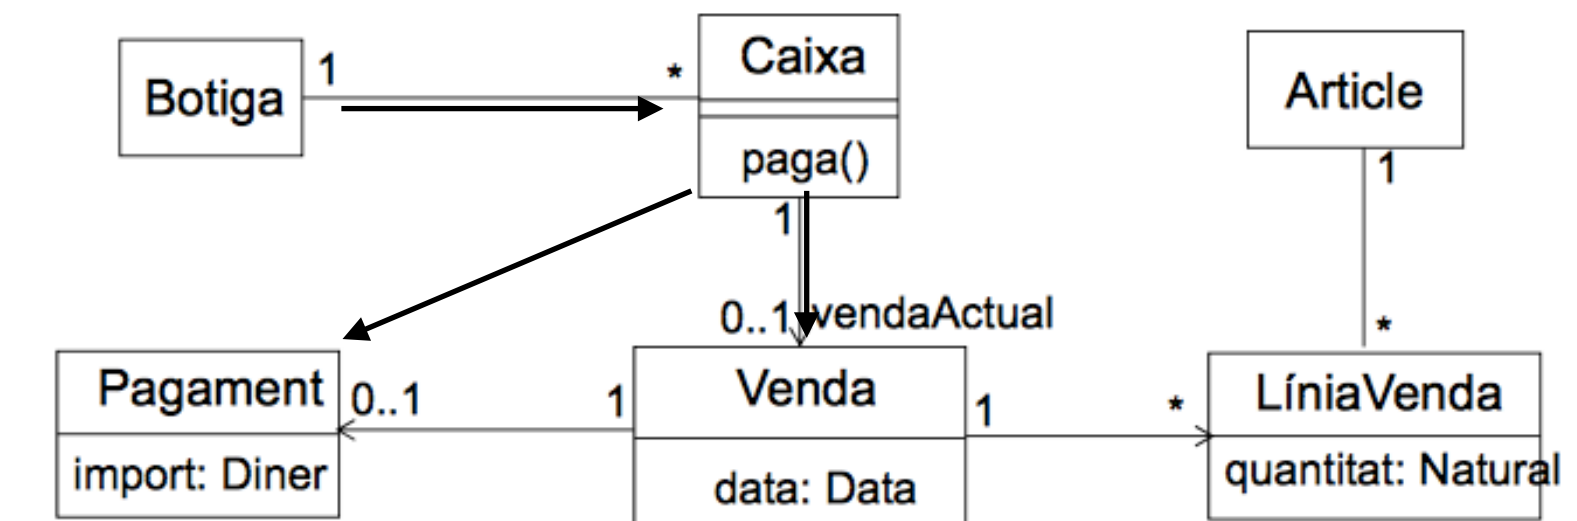 Botiga
1
*
Caixa
paga()
Article
1
*
1
0..1
vendaActual
Pagament
import: Diner
0..1
1
Venda
data: Data
1
*
LíniaVenda
quantitat: Natural